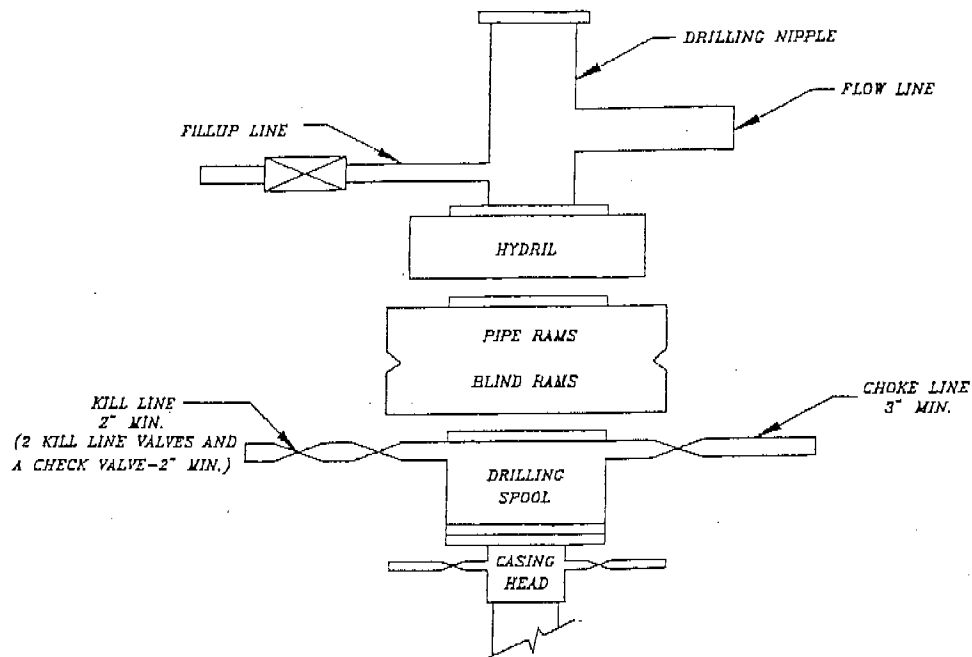 DRILLING NIPPLE
FLOW LINE
FILLUP LINE
HYDRIL
PIPE RAMS
BLIND RAMS
CHOKE LINE
3" MIN.
KILL LINE
2" MIN.
(2 KILL LINE VALVES AND
A CHECK VALVE-2" MIN.)
DRILLING
SPOOL
CASING
HEAD